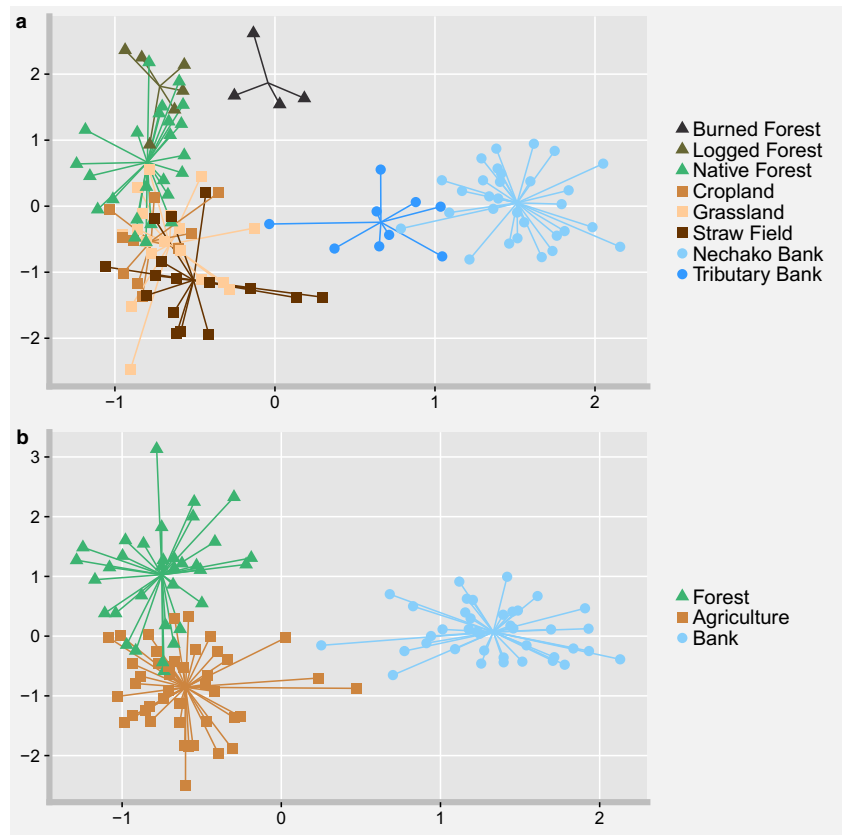 a
2
1
0
−1
−2
−1
0
1
2
Burned Forest
Logged Forest
Native Forest
Cropland
Grassland
Straw Field
Nechako Bank
Tributary Bank
b
3
2
1
0
−1
−2
−1
0
1
2
Forest
Agriculture
Bank